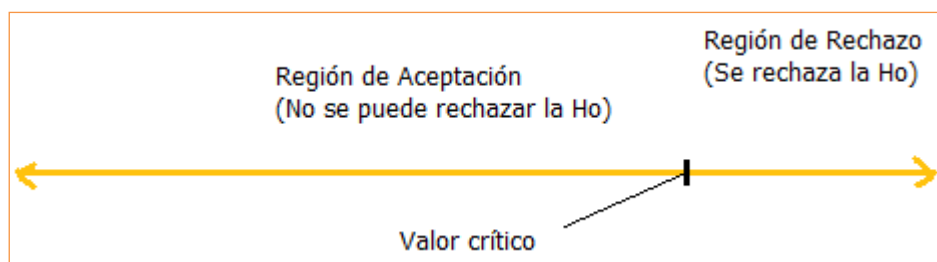 Región de Rechazo
(Se rechaza la Ho)
Región de Aceptación
(No se puede rechazar la Ho)
Valor crítico